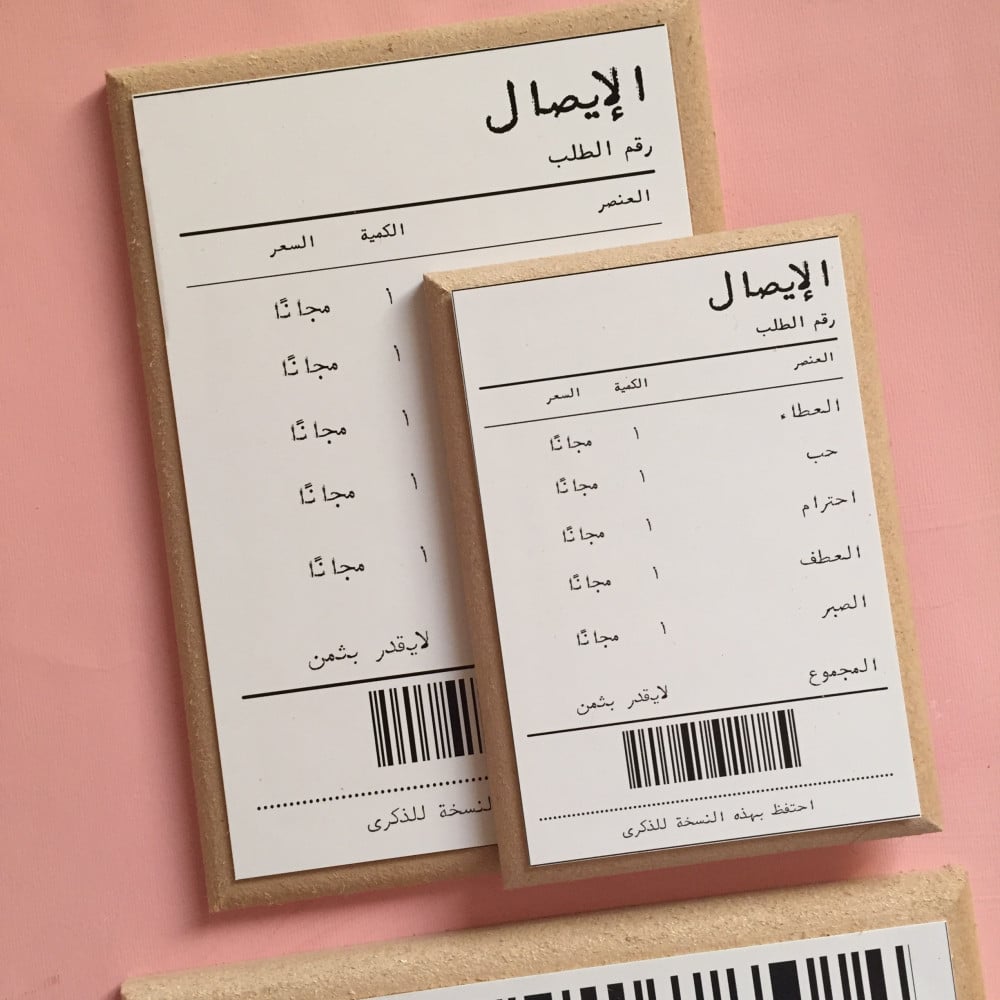 الإيصال
رقم الطلب
العنصر الكمية السعر
١ مجانًا
١ مجانًا
١ مجانًا
١ مجانًا
١ مجانًا
لايقدر بثمن
النسخة للذكرى
الإيصال
رقم الطلب
العنصر الكمية السعر
العطاء ١ مجانًا
حب ١ مجانًا
احترام ١ مجانًا
العطف ١ مجانًا
الصبر ١ مجانًا
المجموع لايقدر بثمن
احتفظ بهذه النسخة للذكرى